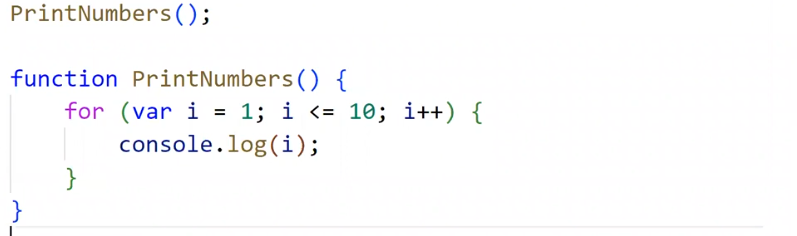 PrintNumbers();

function PrintNumbers() {
    for (var i = 1; i <= 10; i++) {
        console.log(i);
    }
}